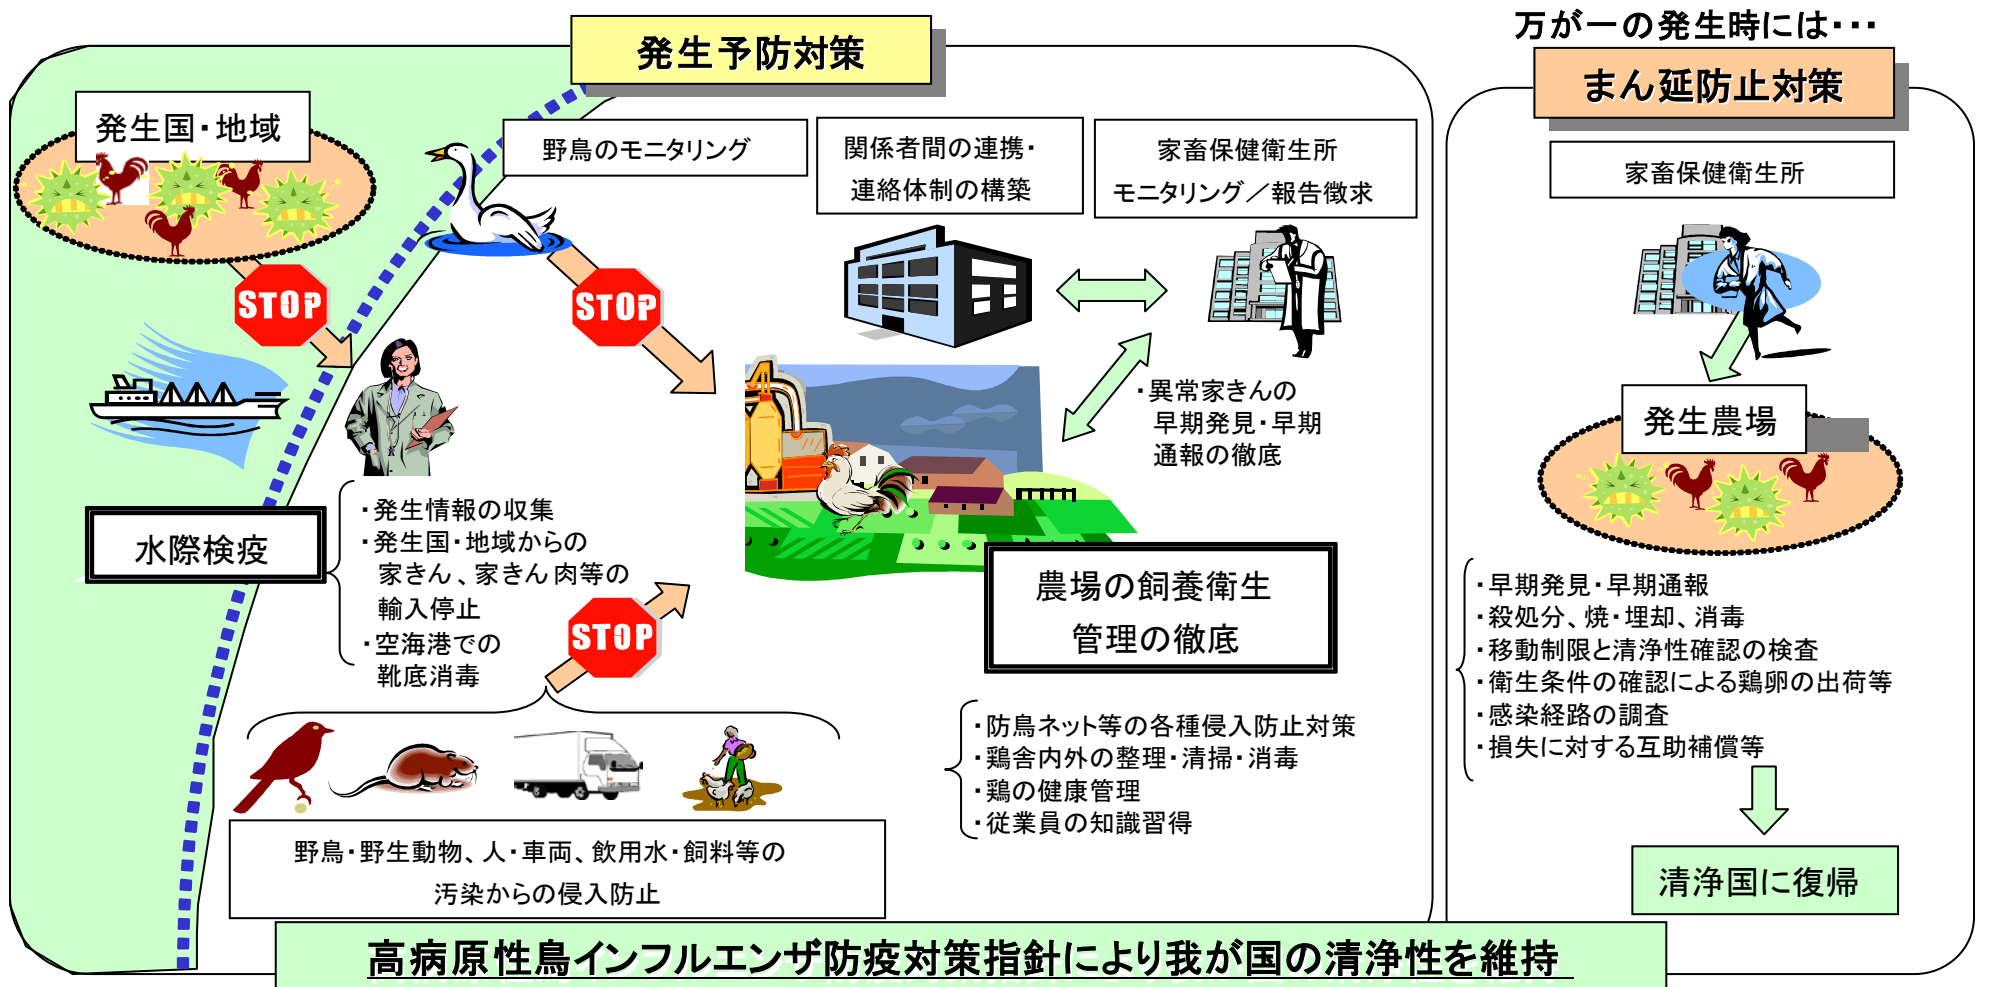 発生予防対策
発生国・地域
STOP
野鳥のモニタリング
STOP
関係者間の連携・
連絡体制の構築
家畜保健衛生所
モニタリング／報告徴求
・異常家きんの
早期発見・早期
通報の徹底
水際検疫
・発生情報の収集
・発生国・地域からの
家きん、家きん肉等の
輸入停止
・空海港での
靴底消毒
STOP
農場の飼養衛生
管理の徹底
・防鳥ネット等の各種侵入防止対策
・鶏舎内外の整理・清掃・消毒
・鶏の健康管理
・従業員の知識習得
野鳥・野生動物、人・車両、飲用水・飼料等の
汚染からの侵入防止
万が一の発生時には・・・
まん延防止対策
家畜保健衛生所
発生農場
・早期発見・早期通報
・殺処分、焼・埋却、消毒
・移動制限と清浄性確認の検査
・衛生条件の確認による鶏卵の出荷等
・感染経路の調査
・損失に対する互助補償等
清浄国に復帰
高病原性鳥インフルエンザ防疫対策指針により我が国の清浄性を維持